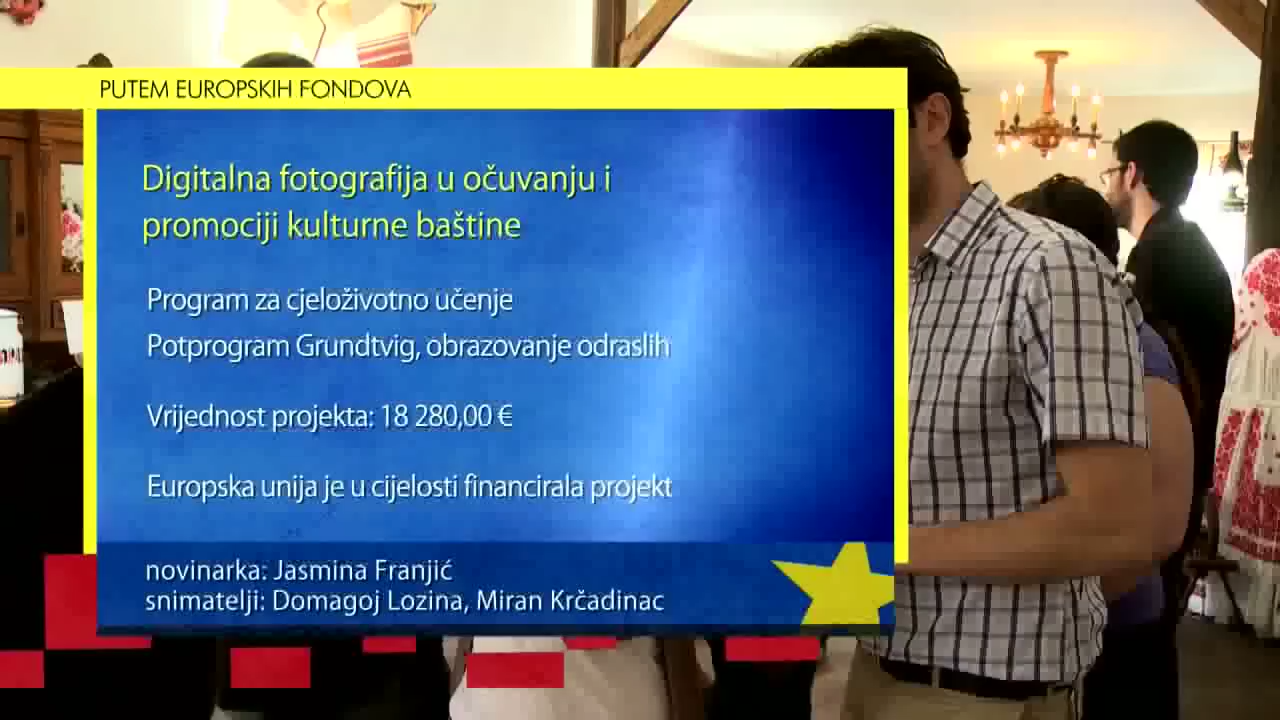 PUTEM EUROPSKIH FONDOVA
Digitalna fotografija u očuvanju i
promociji kulturne baštine
Program za cjeloživotno učenje
Potprogram Grundtvig, obrazovanje odraslih
Vrijednost projekta: 18 280,00 €
Europska unija je u cijelosti financirala projekt
novinarka: Jasmina Franjić
snimatelji: Domagoj Lozina, Miran Krčadinac